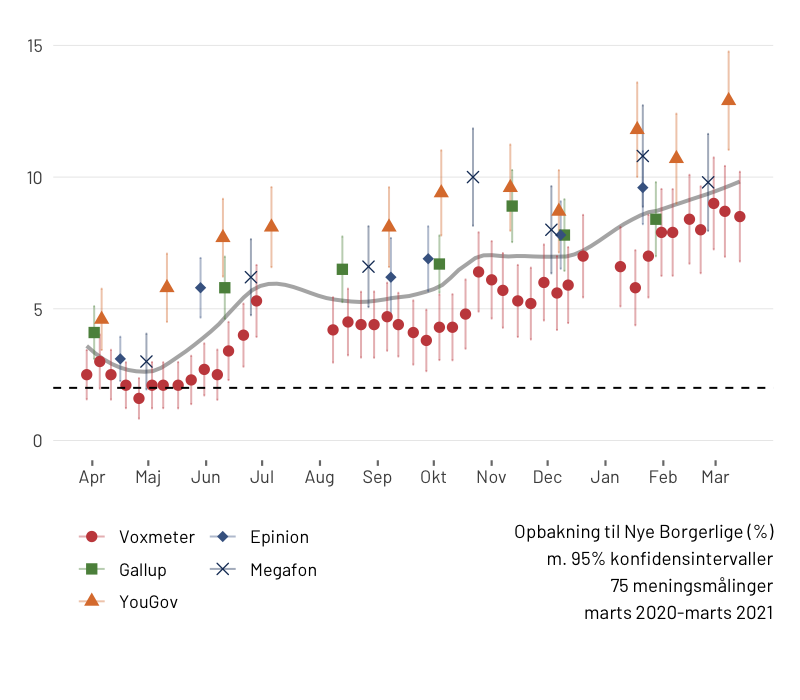 15
10
5
0
Apr Maj Jun Jul Aug Sep Okt Nov Dec Jan Feb Mar
Voxmeter
Gallup
YouGov
Epinion
Megafon
Opbakning til Nye Borgerlige (%)
m. 95% konfidensintervaller
75 meningsmålinger
marts 2020-marts 2021